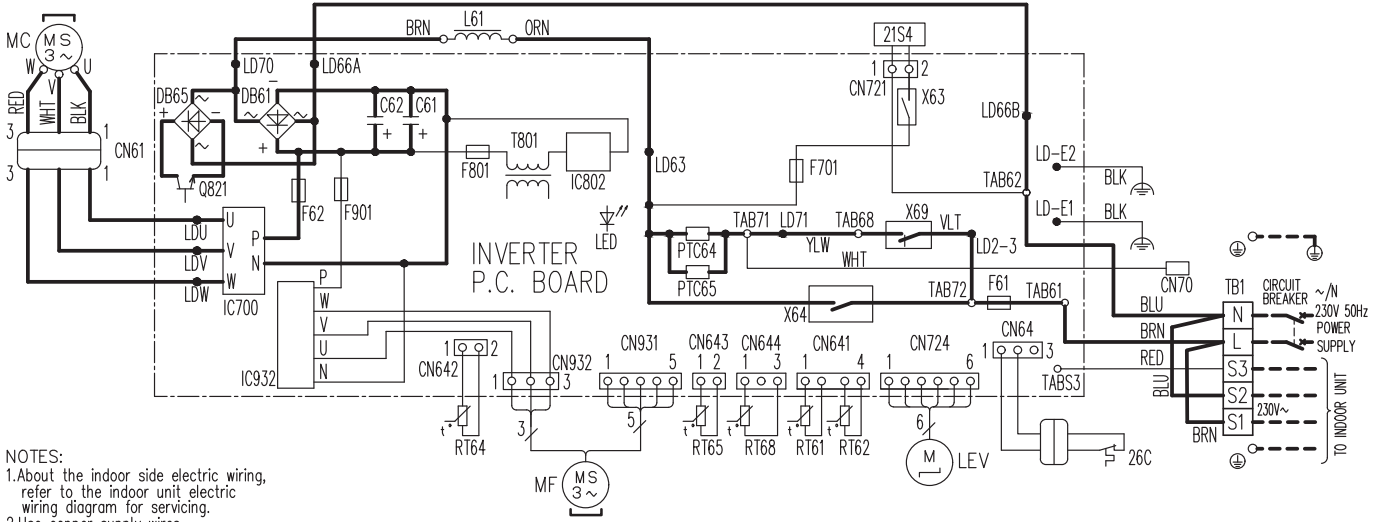 L61
BRN
ORN
21S4
MC
MS
3~
W
V
U
RED
WHT
BLK
3
1
CN61
3
1
LD70
LD66A
DB65
DB61
~
~
+
-
~
~
-
+
C62
C61
+
+
1
2
CN721
X63
LD66B
T801
F801
IC802
Q821
F62
F901
LD63
F701
TAB62
LD-E2
BLK
LD-E1
BLK
LED
LDU
LDV
LDW
U
V
W
P
N
IC700
INVERTER
P.C. BOARD
PTC64
PTC65
TAB71
LD71
YLW
TAB68
X69
VLT
LD2-3
WHT
CN70
X64
TAB72
F61
TAB61
P
W
V
U
N
IC932
1
2
CN642
t°
RT64
1
CN932
3
3
CN931
1
5
5
MF
MS
3~
CN643
1 2
t°
RT65
CN644
1 3
t°
RT68
CN641
1 4
t°
RT61
t°
RT62
CN724
1 6
6
M
LEV
CN64
1
3
TABS3
26C
BLU
BRN
RED
BLU
BRN
TB1
N
L
S3
S2
S1
230V~
CIRCUIT
BREAKER
~/N
230V 50Hz
POWER
SUPPLY
TO INDOOR UNIT
NOTES:
1.About the indoor side electric wiring,
refer to the indoor unit electric
wiring diagram for servicing.
2.Use copper supply wires.